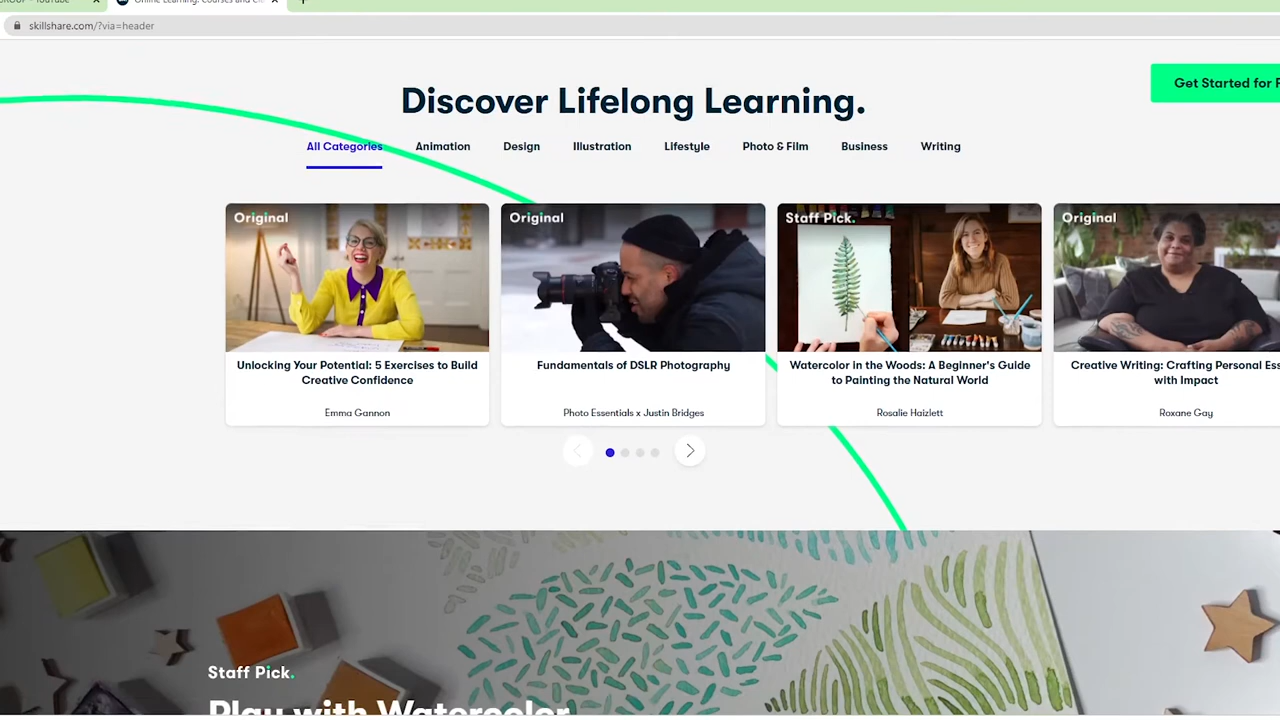 skillshare.com/?via=header
Discover Lifelong Learning.
Get Started for
All Categories
Animation
Design
Illustration
Lifestyle
Photo & Film
Business
Writing
Original
Original
Staff Pick.
Original
Unlocking Your Potential: 5 Exercises to Build
Creative Confidence
Emma Gannon
Fundamentals of DSLR Photography
Photo Essentials x Justin Bridges
Watercolor in the Woods: A Beginner's Guide
to Painting the Natural World
Rosalie Haizlett
Creative Writing: Crafting Personal
with Impact
Roxane Gay
Staff Pick.
Play with Watercolor